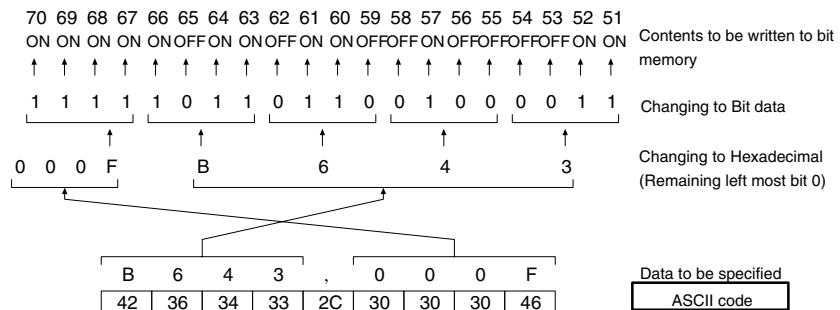 70 69 68 67 66 65 64 63 62 61 60 59 58 57 56 55 54 53 52 51
ON ON ON ON ON OFF ON ON OFF ON ON OFF OFF ON OFF OFF OFF OFF ON ON
Contents to be written to bit
memory
1 1 1 1 1 0 1 1 0 1 1 0 0 1 0 0 0 0 1 1
Changing to Bit data
0 0 0 F B 6 4 3
Changing to Hexadecimal
(Remaining left most bit 0)
B 6 4 3 , 0 0 0 F
Data to be specified
42 36 34 33 2C 30 30 30 46
ASCII code